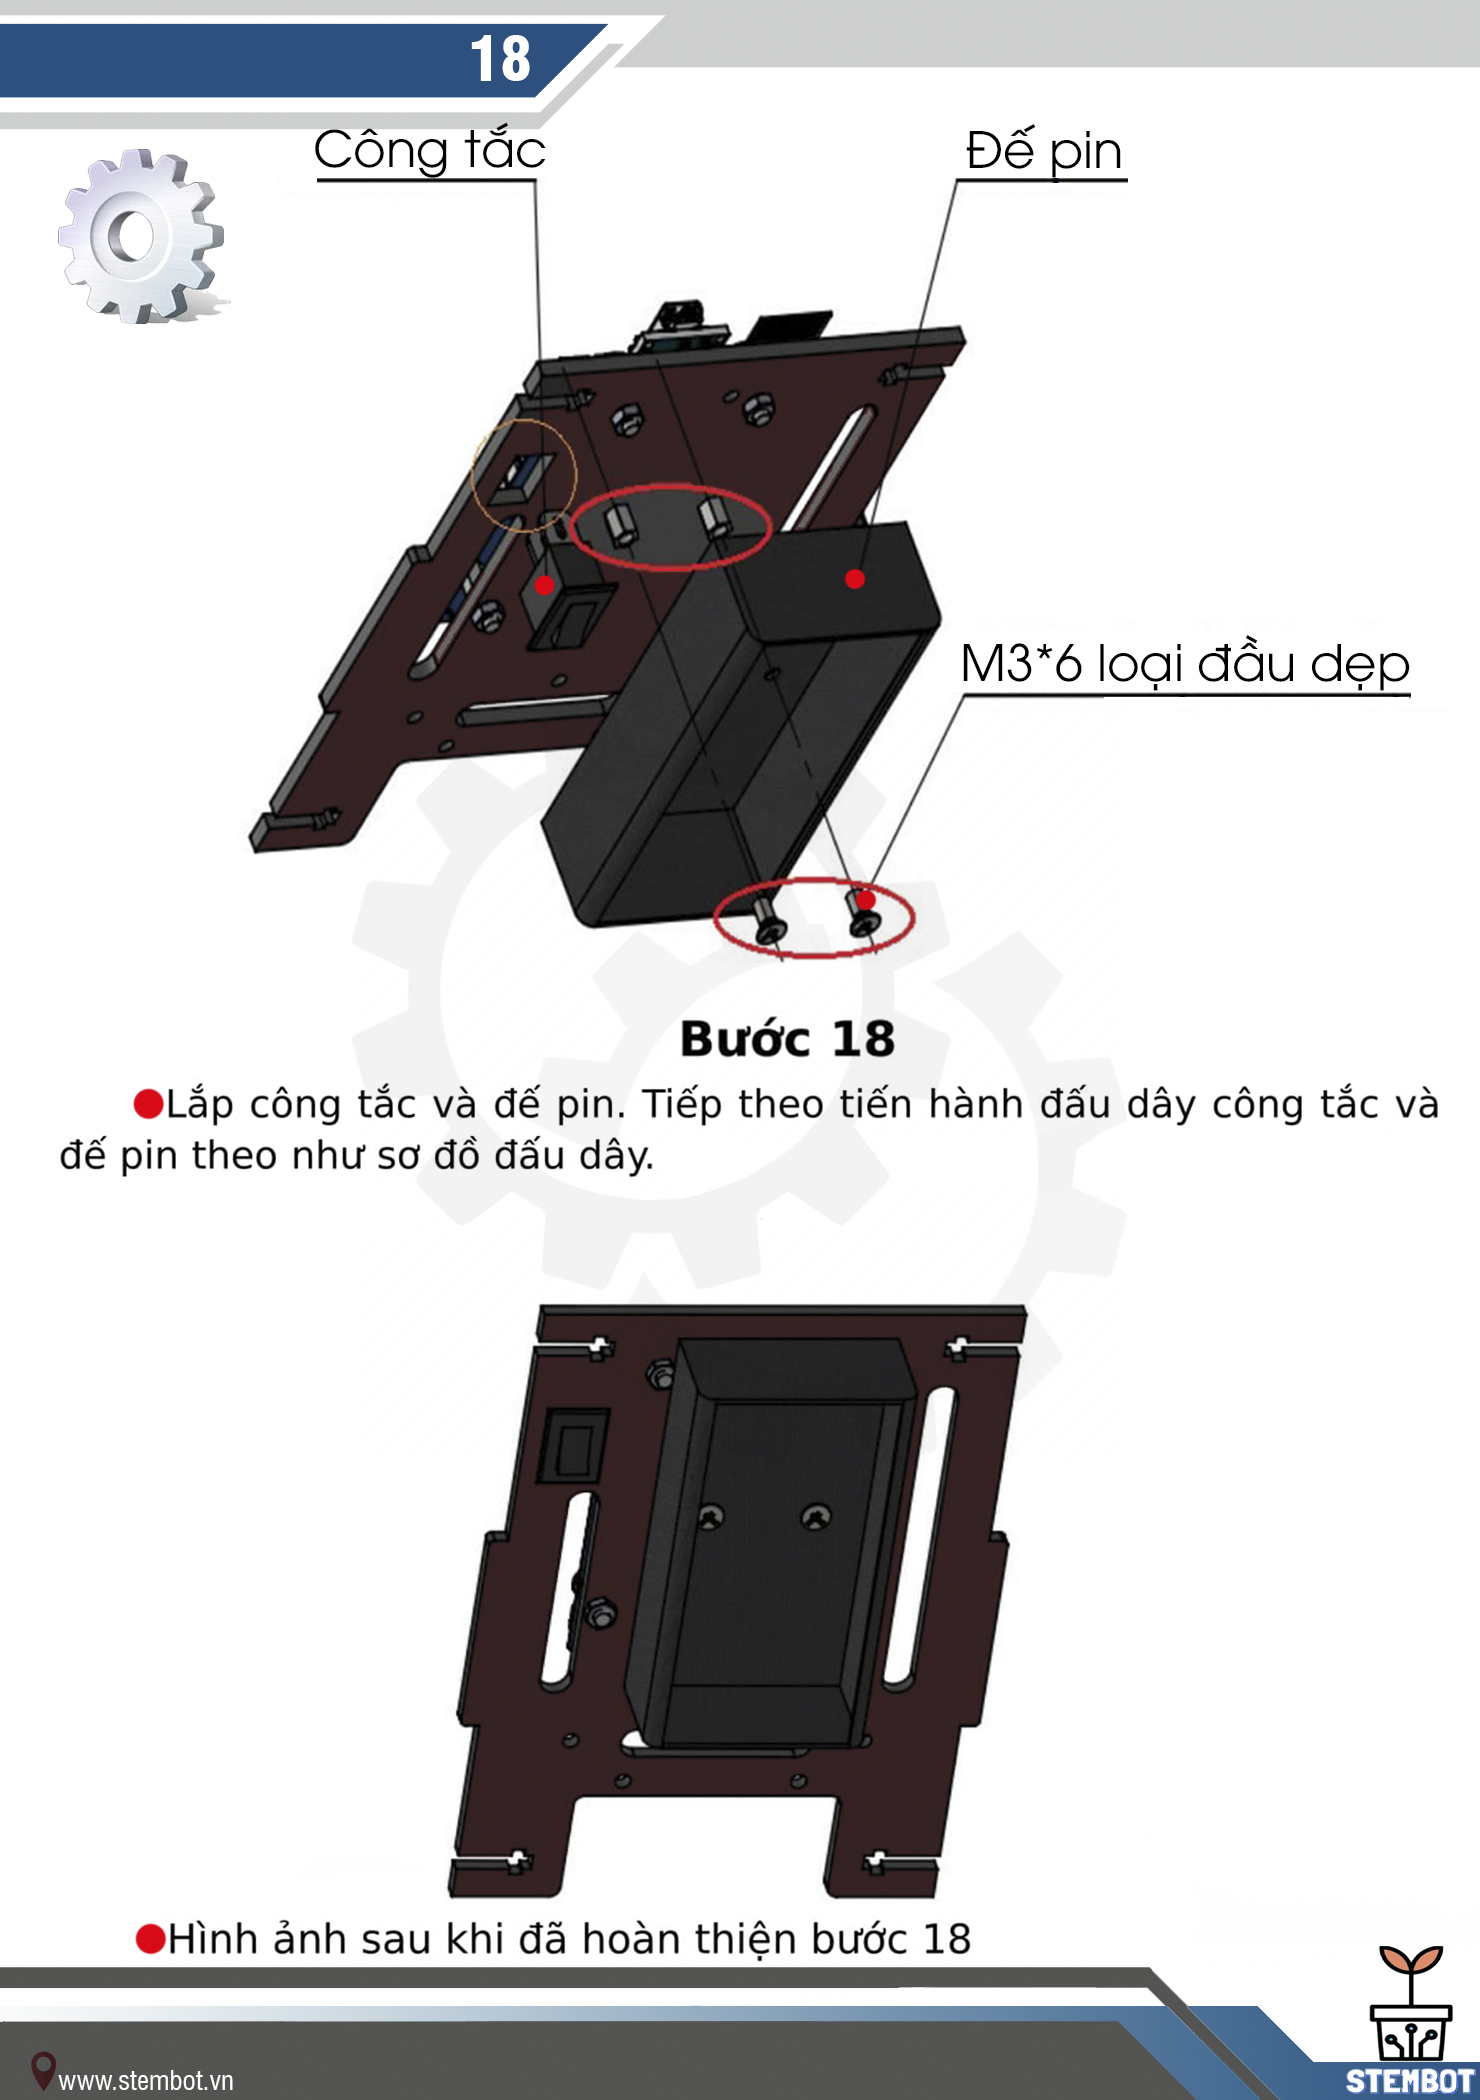 18
Công tắc
Đế pin
M3*6 loại đầu dẹp
Bước 18
Lắp công tắc và đế pin. Tiếp theo tiến hành đấu dây công tắc và
đế pin theo như sơ đồ đấu dây.
Hình ảnh sau khi đã hoàn thiện bước 18
www.stembot.vn
STEMBOT